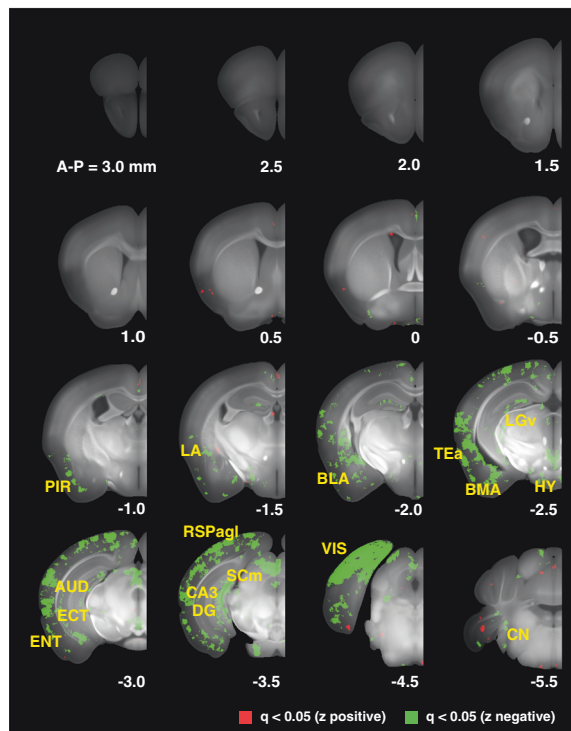 A-P = 3.0 mm 2.5 2.0 1.5
1.0 0.5 0 -0.5
LGv
LA TEa
PIR BLA BMA HY
-1.0 -1.5 -2.0 -2.5
RSPagl VIS
SCm
AUD CA3
ECT DG
ENT CN
-3.0 -3.5 -4.5 -5.5
q < 0.05 (z positive) q < 0.05 (z negative)